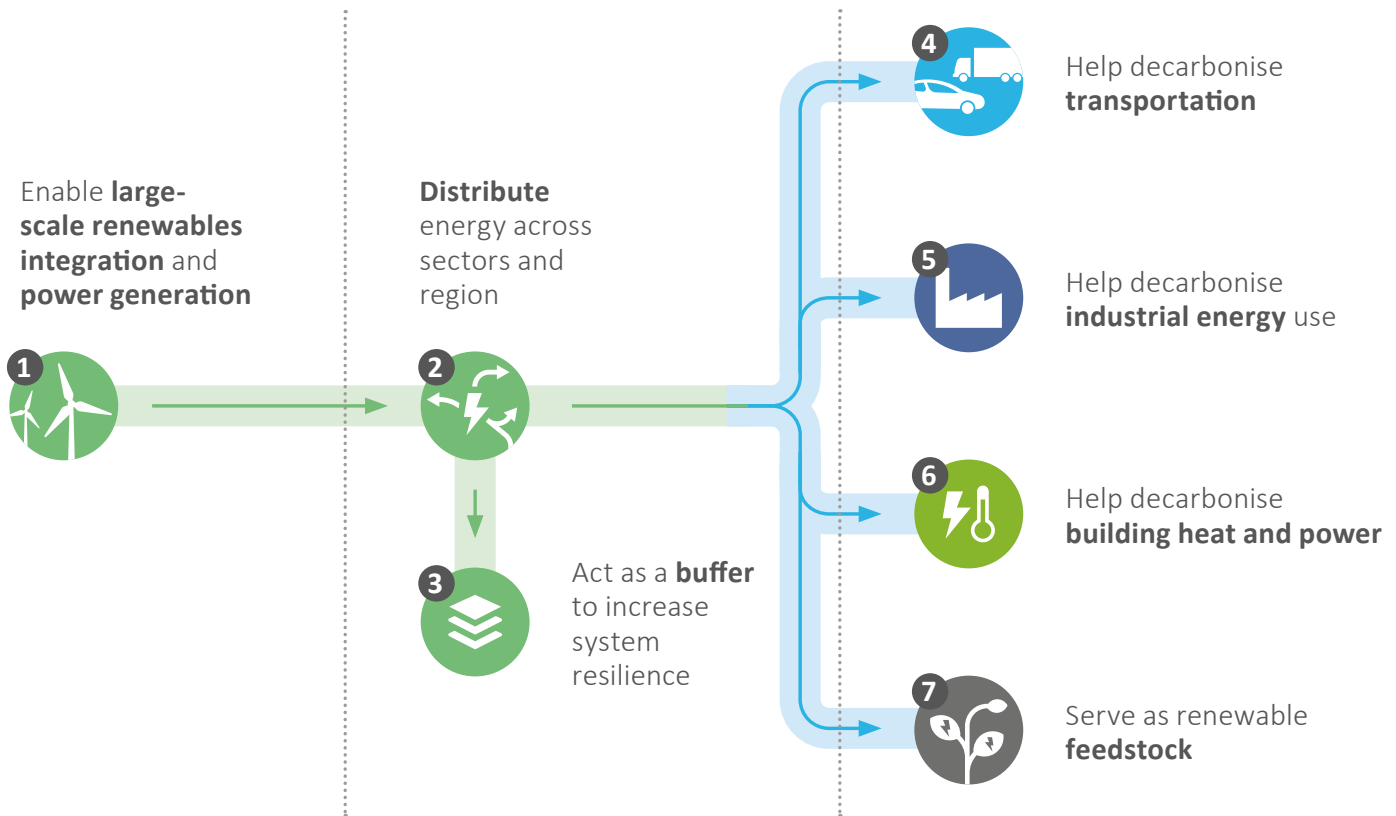 1
Enable large-
scale renewables
integration and
power generation
2
Distribute
energy across
sectors and
region
3
Act as a buffer
to increase
system
resilience
4
Help decarbonise
transportation
5
Help decarbonise
industrial energy use
6
Help decarbonise
building heat and power
7
Serve as renewable
feedstock